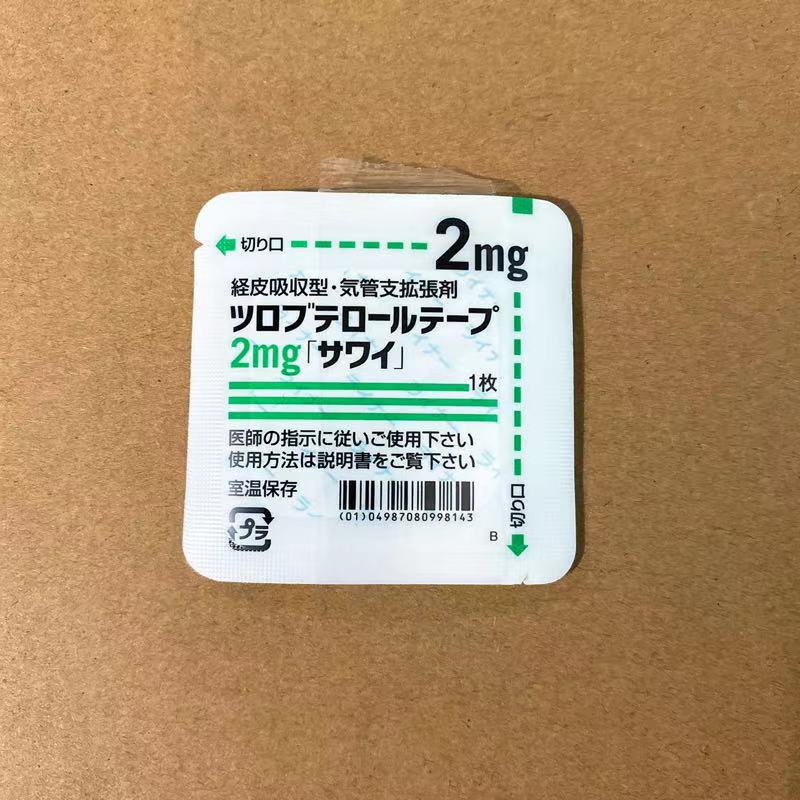 切り口
2mg
経皮吸収型・気管支拡張剤
ツロブテロールテープ
2mg「サワイ」
1枚
医師の指示に従いご使用下さい
使用方法は説明書をご覧下さい
室温保存
(01)04987080998143
プラ
B
切り口